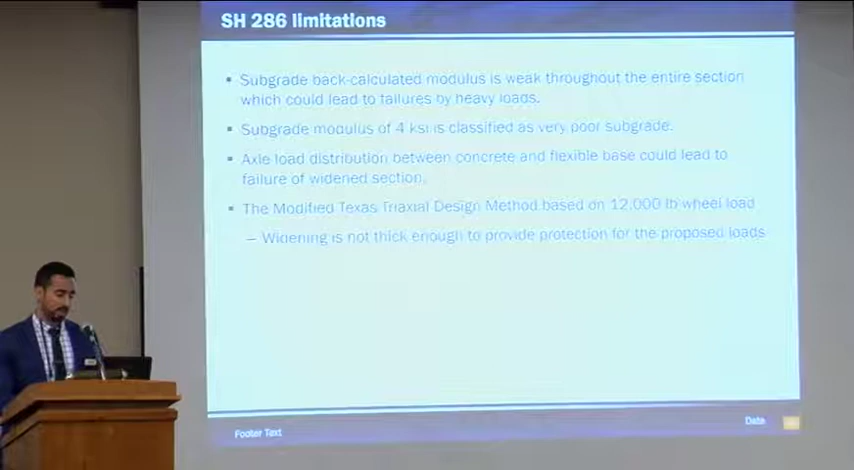 SH 286 limitations
▪ Subgrade back-calculated modulus is weak throughout the entire section
which could lead to failures by heavy loads.
▪ Subgrade modulus of 4 ksi is classified as very poor subgrade.
▪ Axle load distribution between concrete and flexible base could lead to
failure of widened section.
▪ The Modified Texas Triaxial Design Method based on 12,000 lb wheel load
– Widening is not thick enough to provide protection for the proposed loads
Footer Text
Date